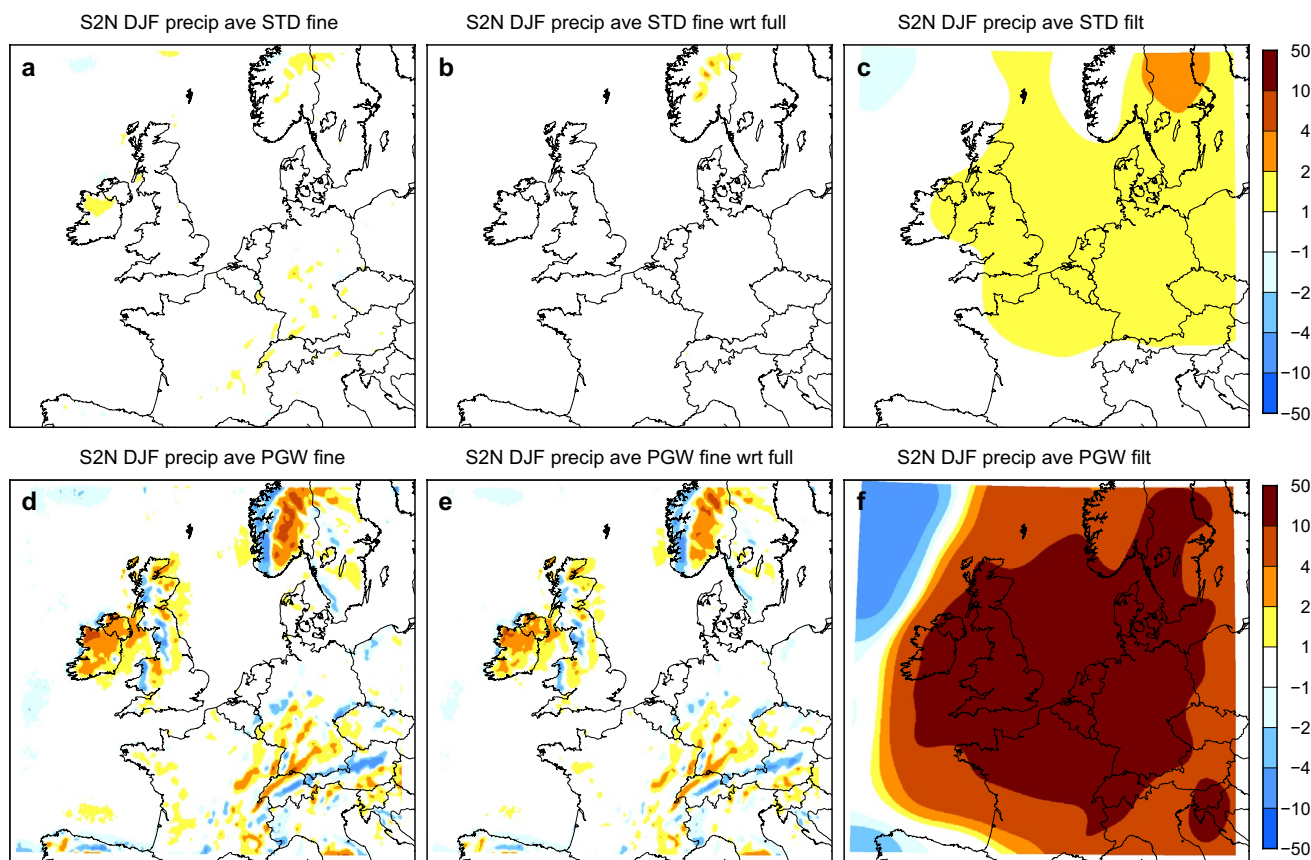 S2N DJF precip ave STD fine
S2N DJF precip ave STD fine wrt full
S2N DJF precip ave STD filt
a
b
c
50
10
4
2
1
−1
−2
−4
−10
−50
S2N DJF precip ave PGW fine
S2N DJF precip ave PGW fine wrt full
S2N DJF precip ave PGW filt
d
e
f
50
10
4
2
1
−1
−2
−4
−10
−50